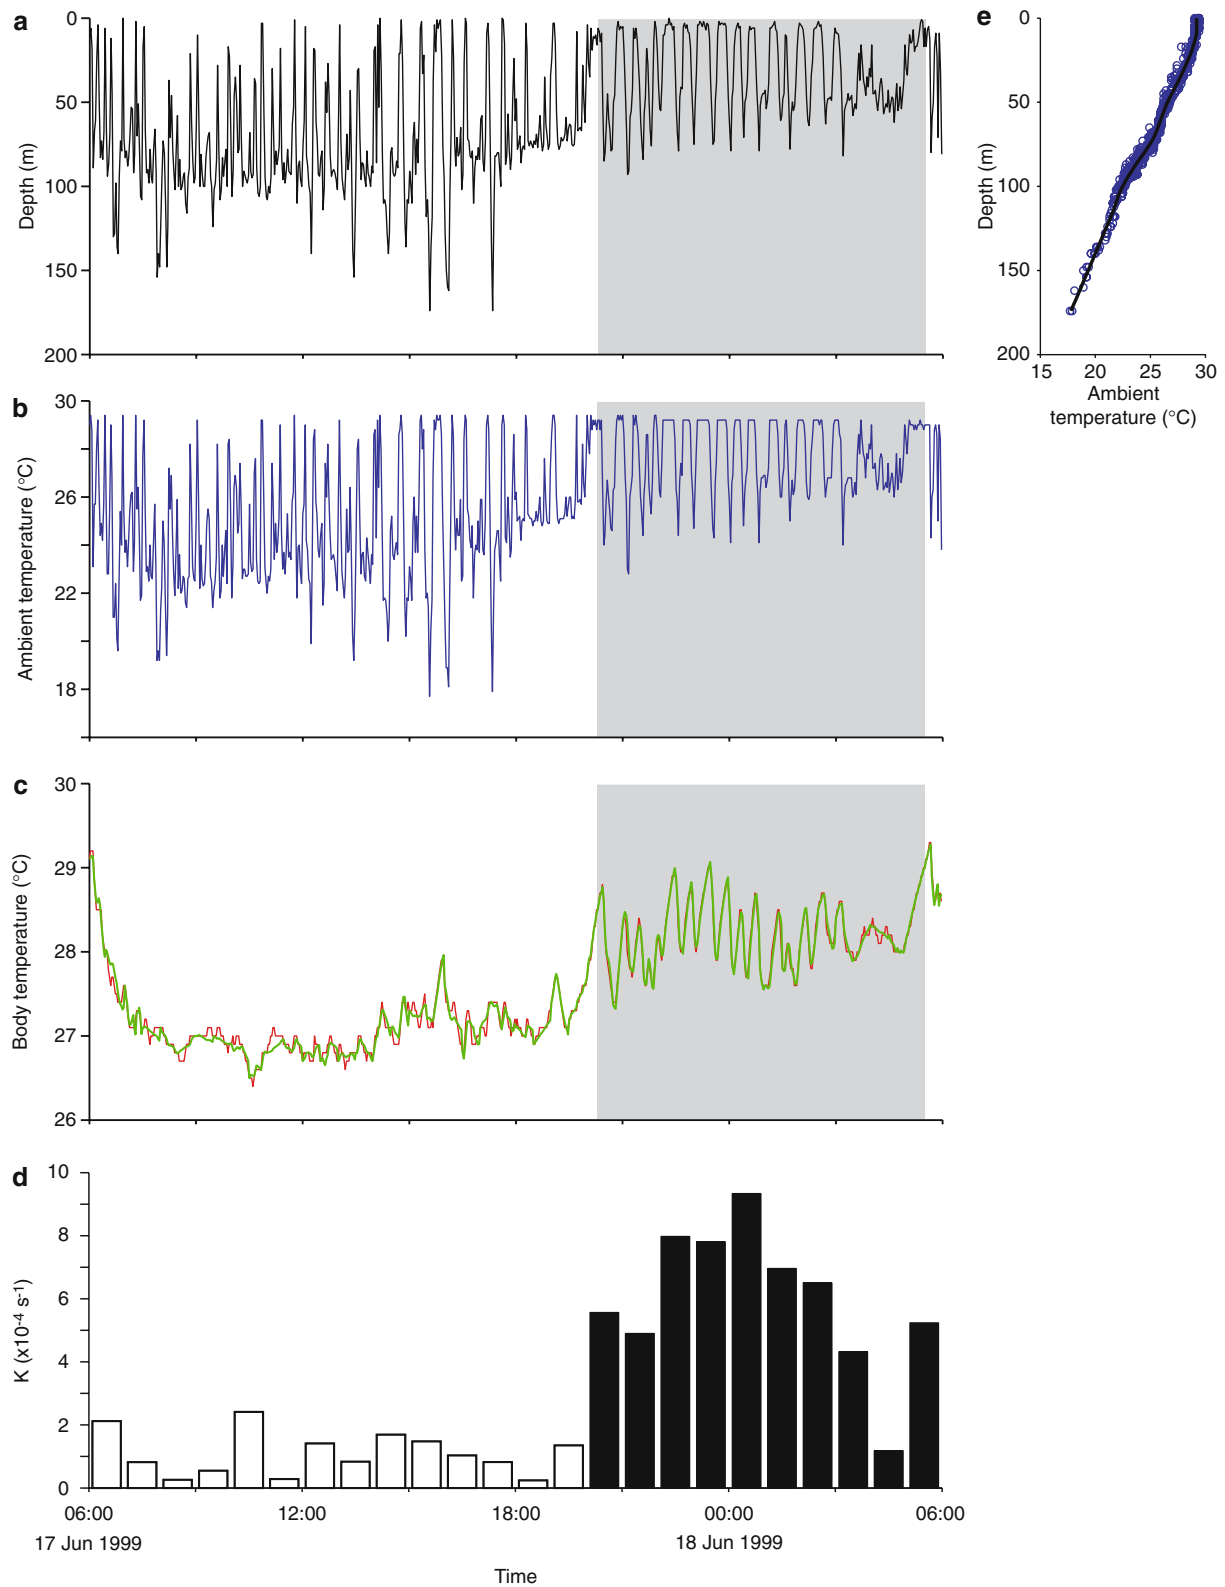 a
0
50
100
150
200
Depth (m)
e
0
50
100
150
200
Depth (m)
15 20 25 30
Ambient
temperature (°C)
b
30
26
22
18
Ambient temperature (°C)
c
30
29
28
27
26
Body temperature (°C)
d
10
8
6
4
2
0
K (x10-4 s-1)
06:00 12:00 18:00 00:00 06:00
17 Jun 1999 18 Jun 1999
Time